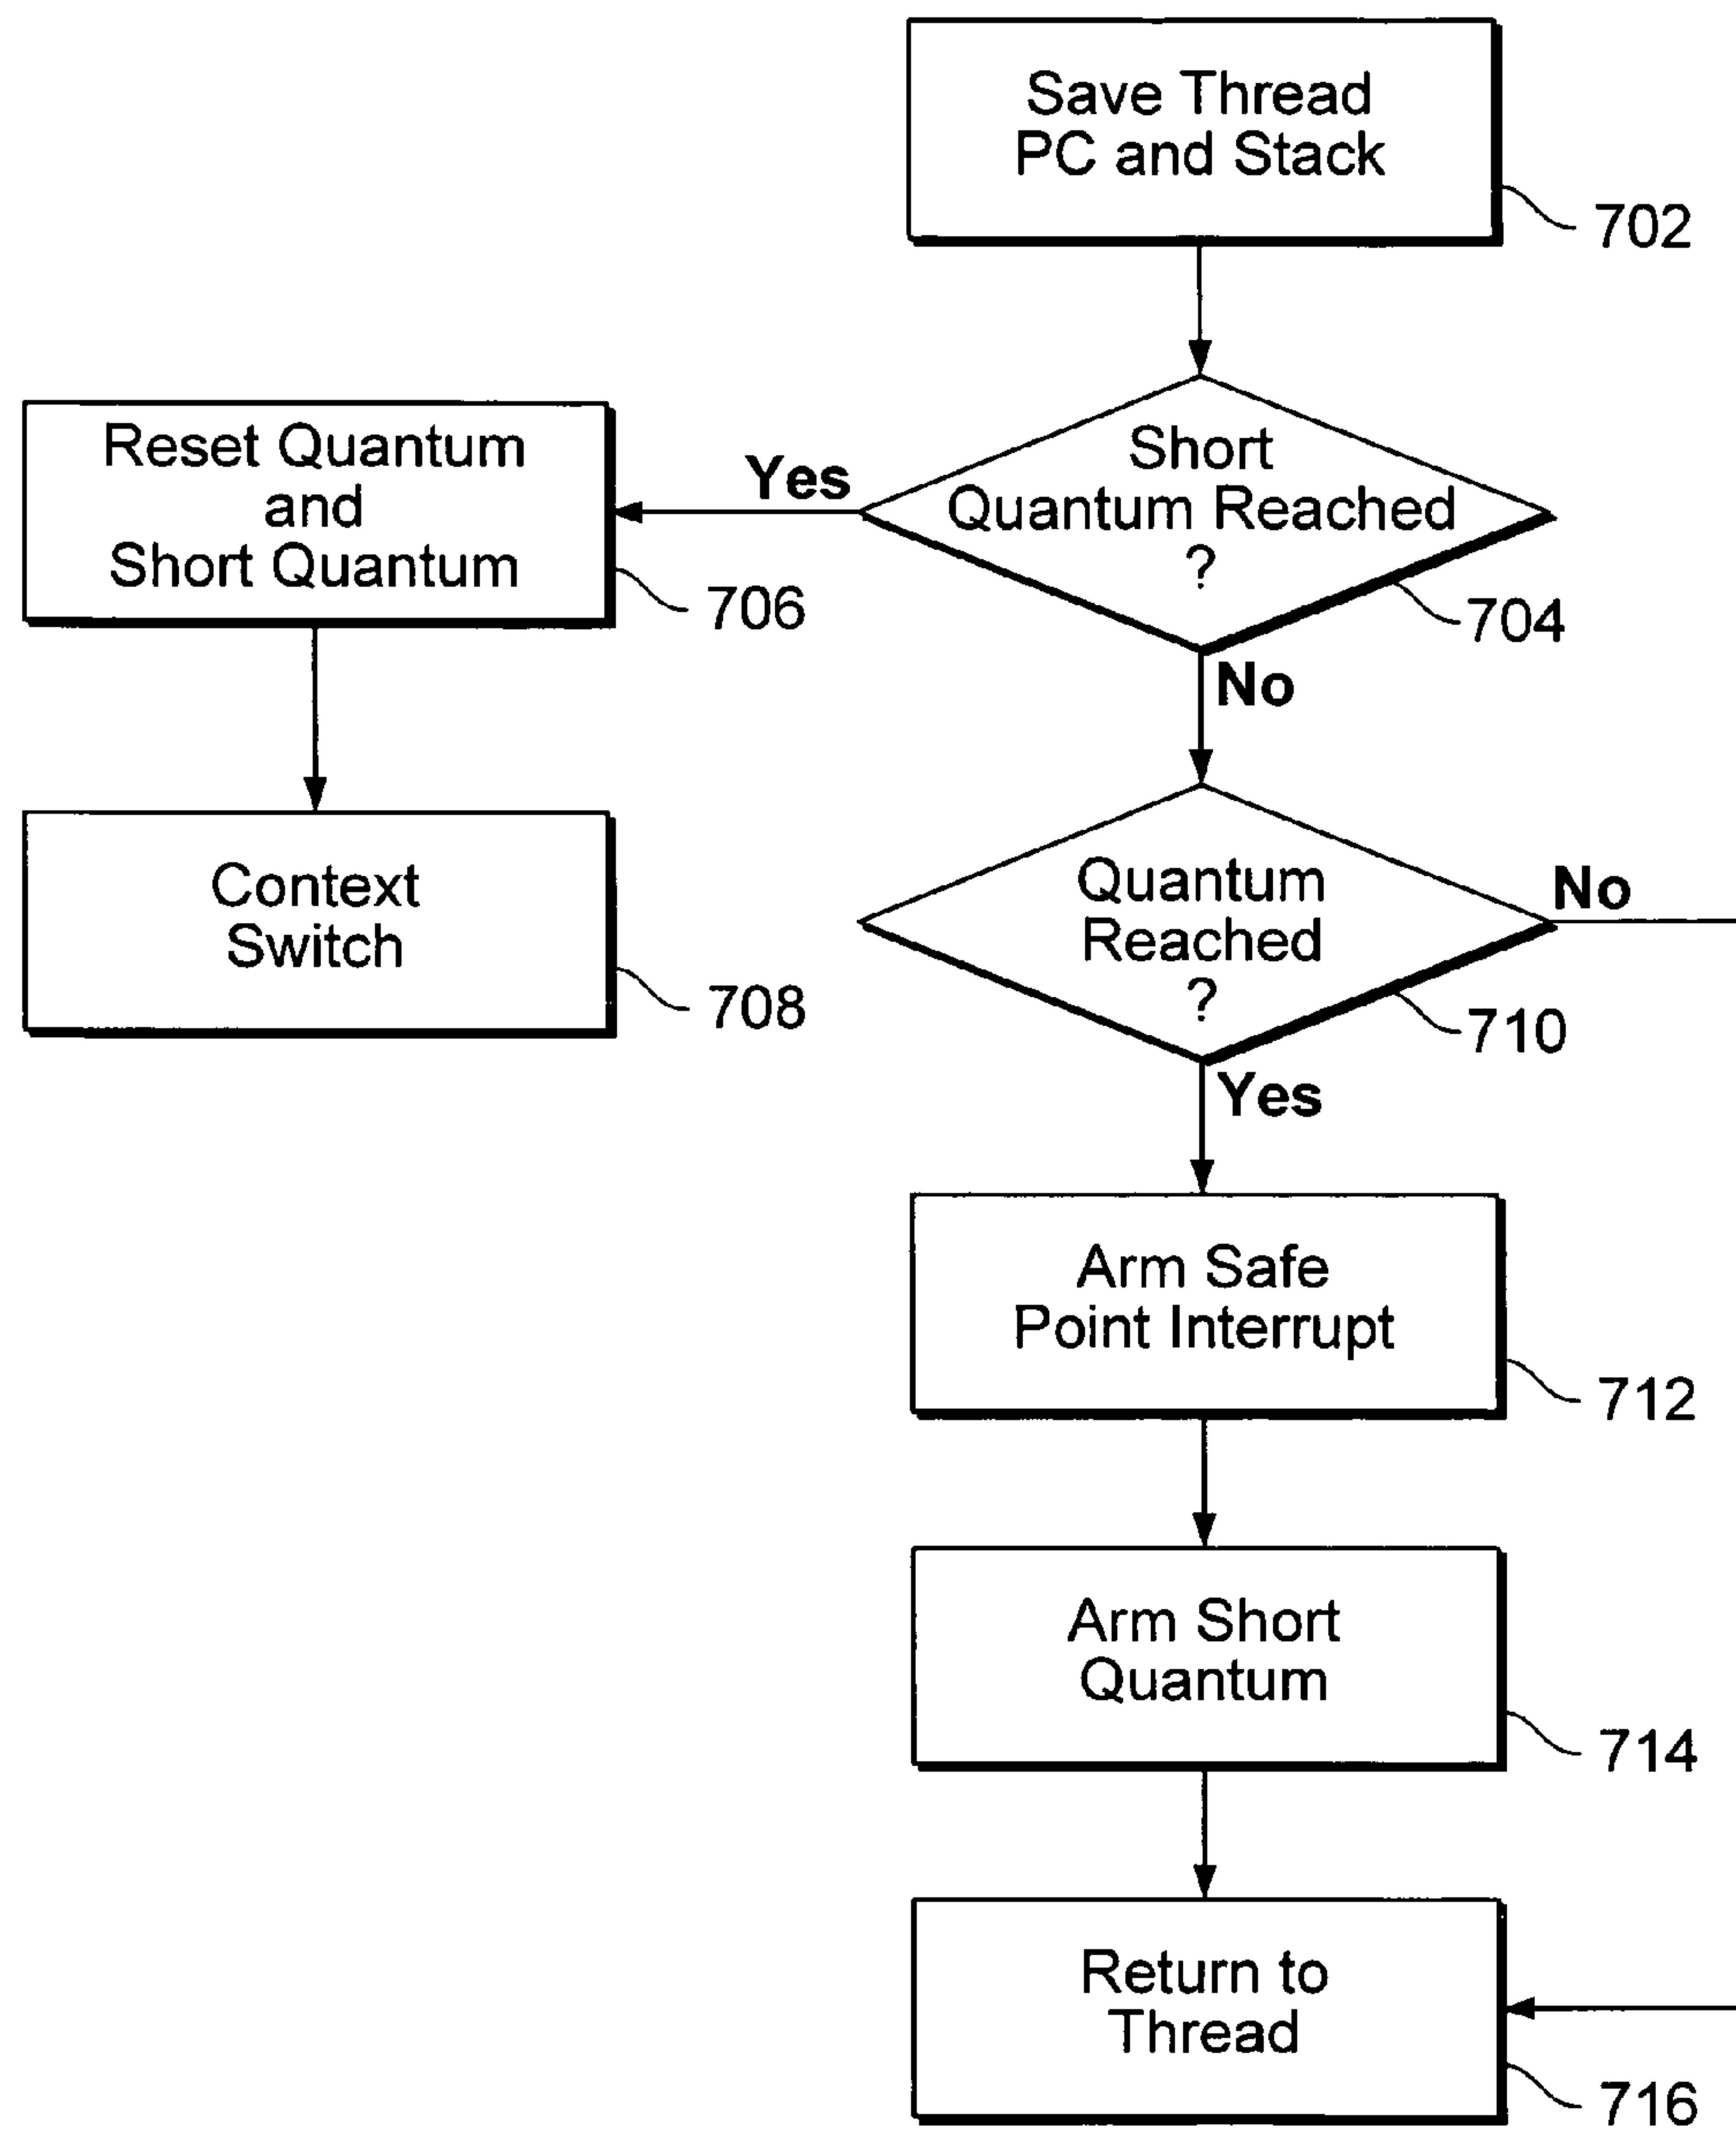 Save Thread
PC and Stack
702
Short
Quantum Reached
?
704
Yes
Reset Quantum
and
Short Quantum
706
No
Context
Switch
708
Quantum
Reached
?
710
No
Yes
Arm Safe
Point Interrupt
712
Arm Short
Quantum
714
Return to
Thread
716